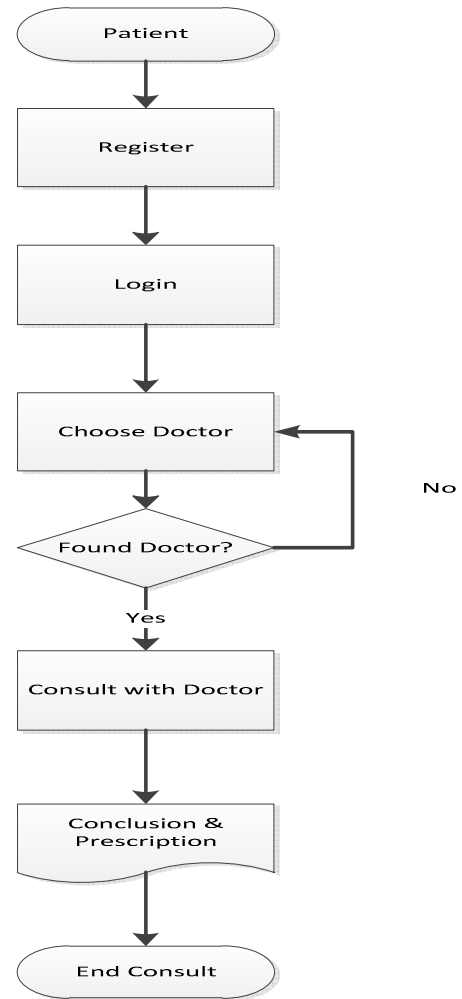 Patient
Register
Login
Choose Doctor
No
Found Doctor?
Yes
Consult with Doctor
Conclusion &
Prescription
End Consult